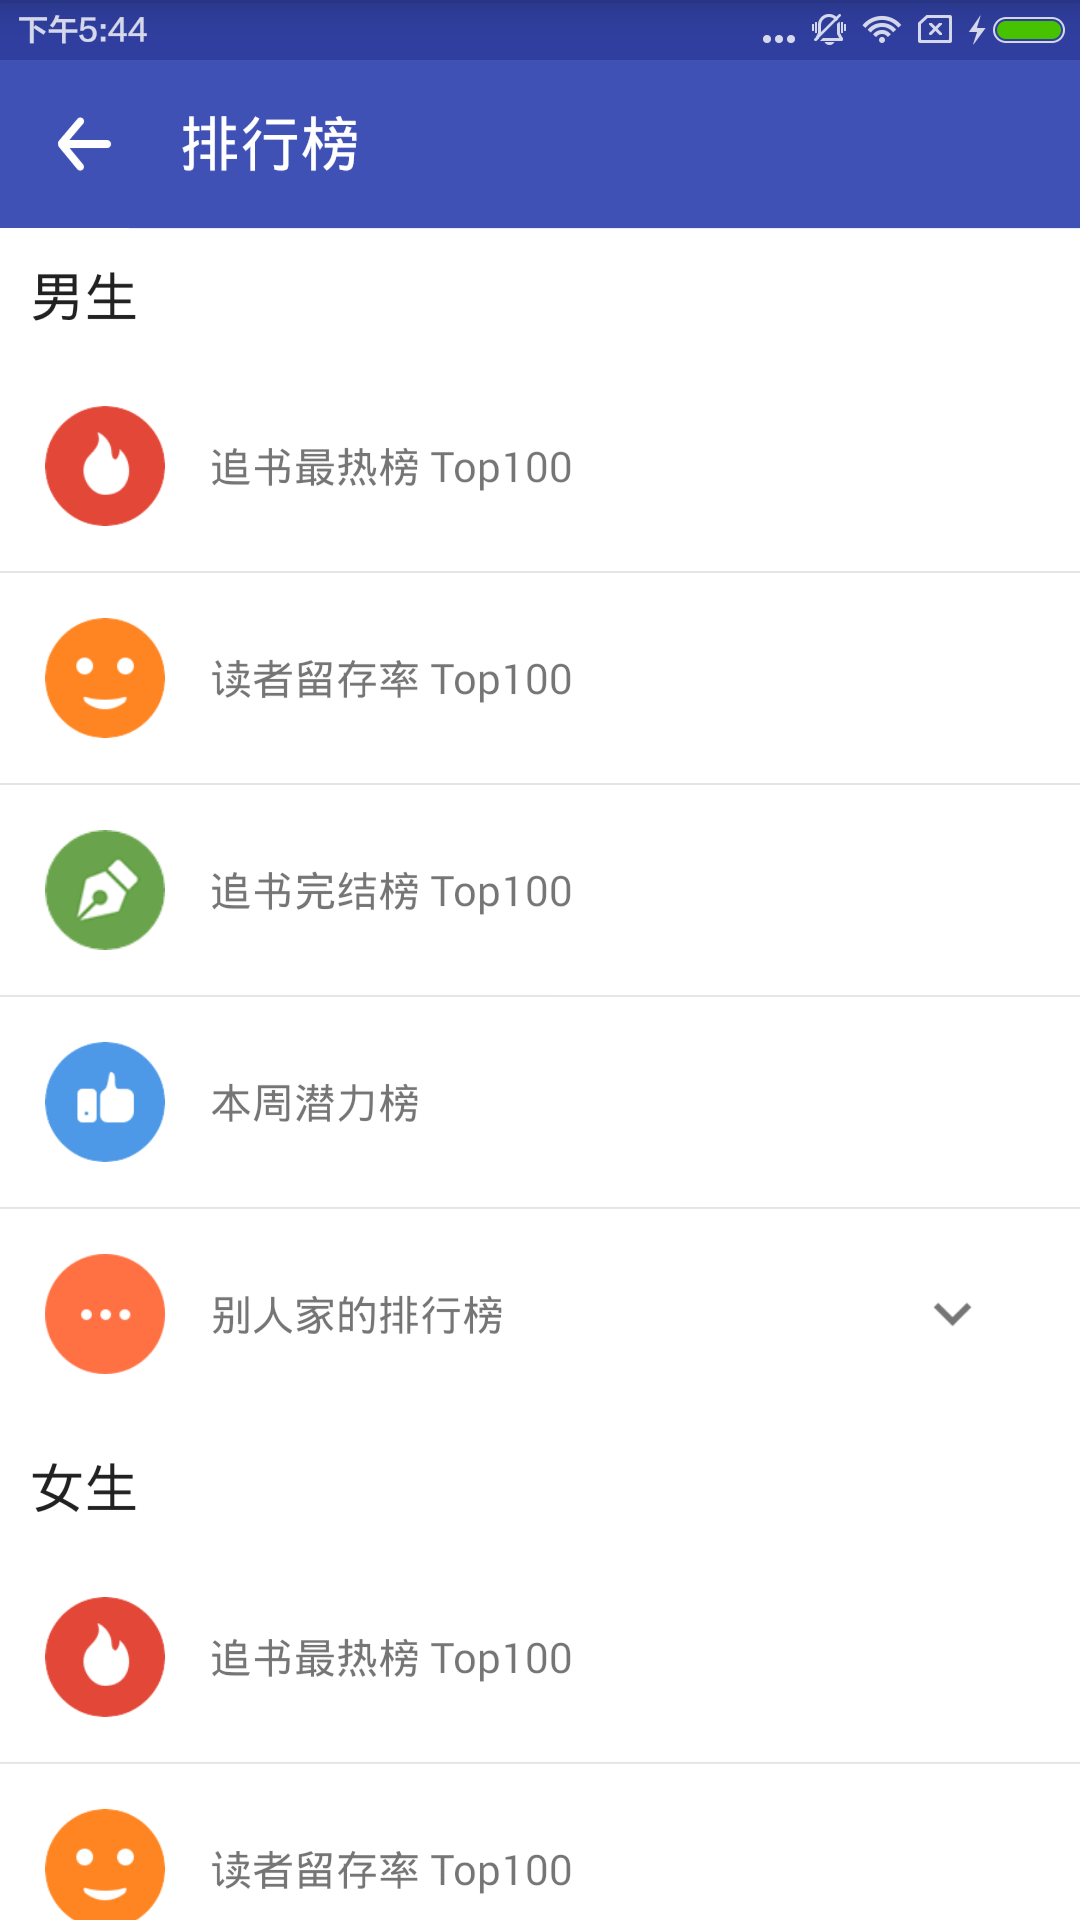 下午5:44
排行榜
男生
追书最热榜 Top100
读者留存率 Top100
追书完结榜 Top100
本周潜力榜
别人家的排行榜
女生
追书最热榜 Top100
读者留存率 Top100